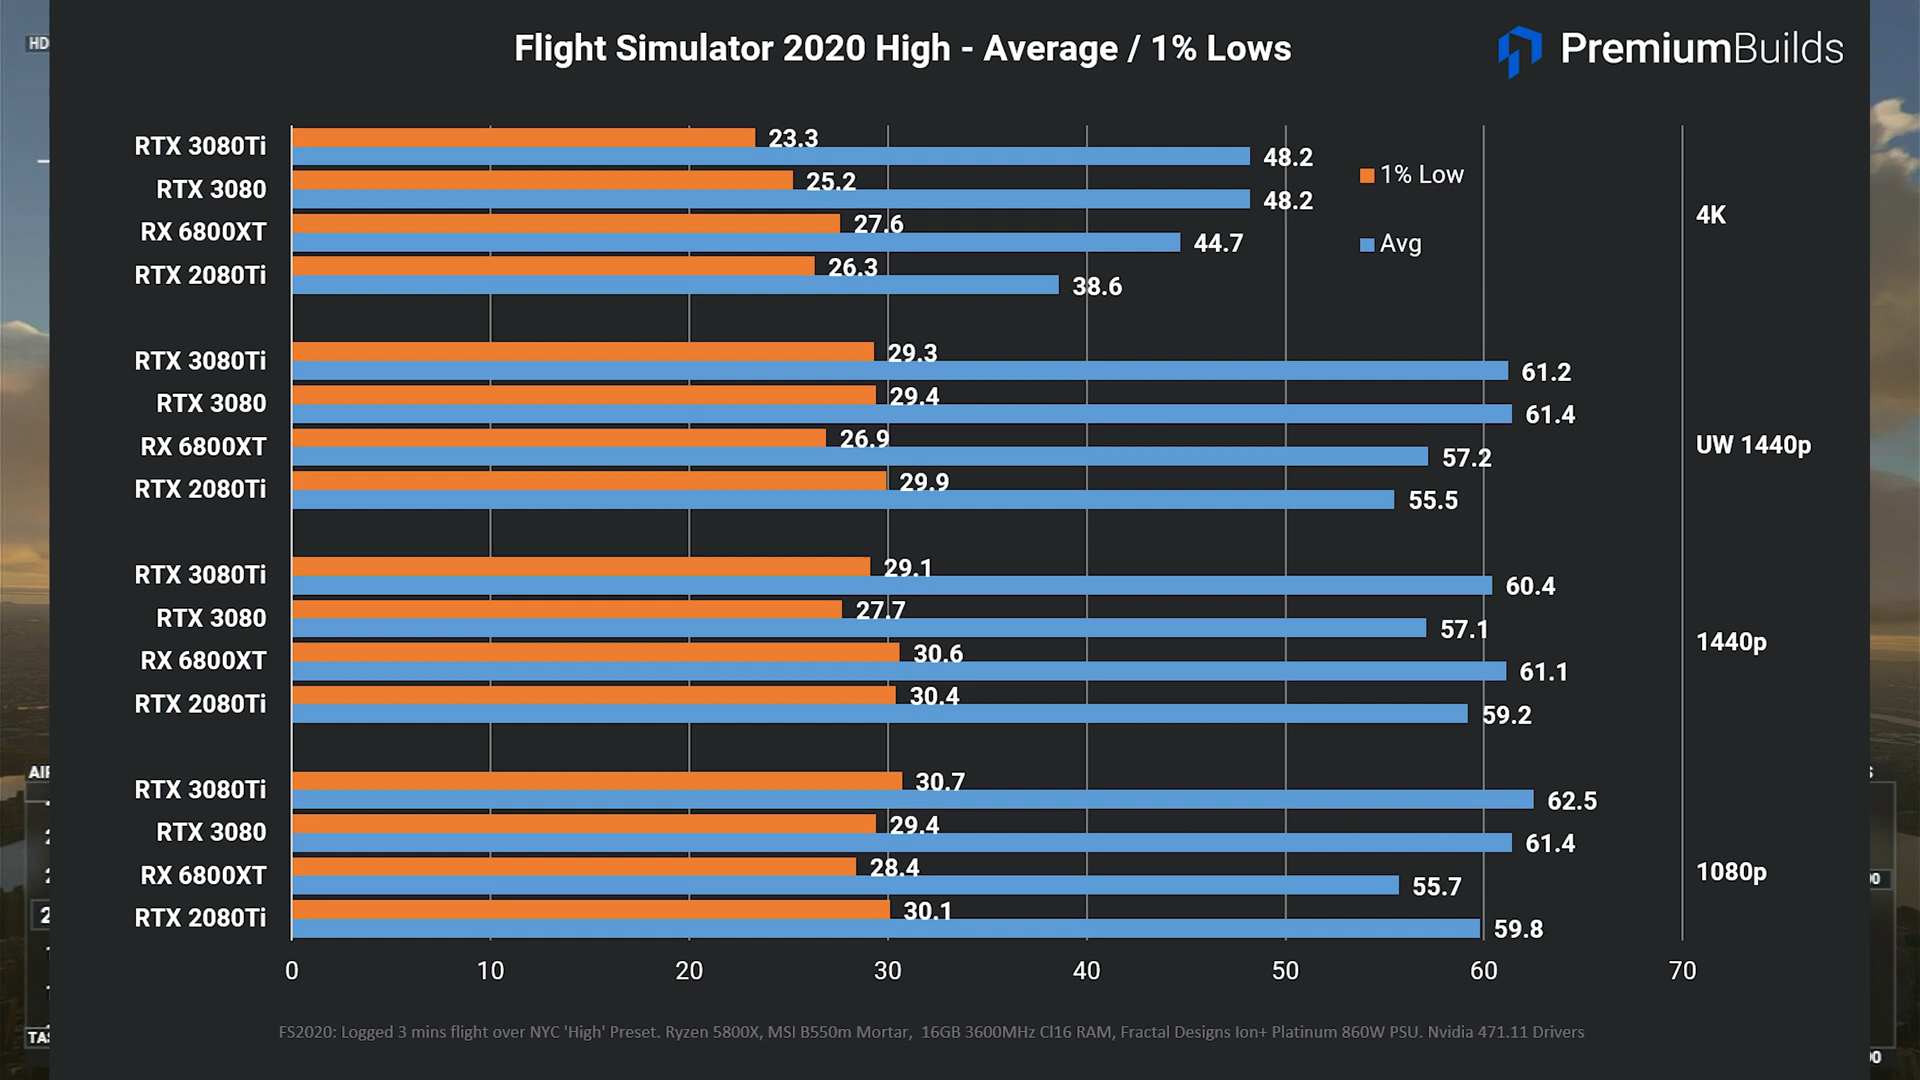 Flight Simulator 2020 High - Average / 1% Lows
PremiumBuilds
HD
RTX 3080Ti
23.3
48.2
RTX 3080
25.2
48.2
RX 6800XT
27.6
44.7
RTX 2080Ti
26.3
38.6
1% Low
Avg
4K
RTX 3080Ti
29.3
61.2
RTX 3080
29.4
61.4
RX 6800XT
26.9
57.2
RTX 2080Ti
29.9
55.5
UW 1440p
RTX 3080Ti
29.1
60.4
RTX 3080
27.7
57.1
RX 6800XT
30.6
61.1
RTX 2080Ti
30.4
59.2
1440p
RTX 3080Ti
30.7
62.5
RTX 3080
29.4
61.4
RX 6800XT
28.4
55.7
RTX 2080Ti
30.1
59.8
1080p
0 10 20 30 40 50 60 70
FS2020: Logged 3 mins flight over NYC 'High' Preset. Ryzen 5800X, MSI B550m Mortar, 16GB 3600MHz Cl16 RAM, Fractal Designs Ion+ Platinum 860W PSU. Nvidia 471.11 Drivers